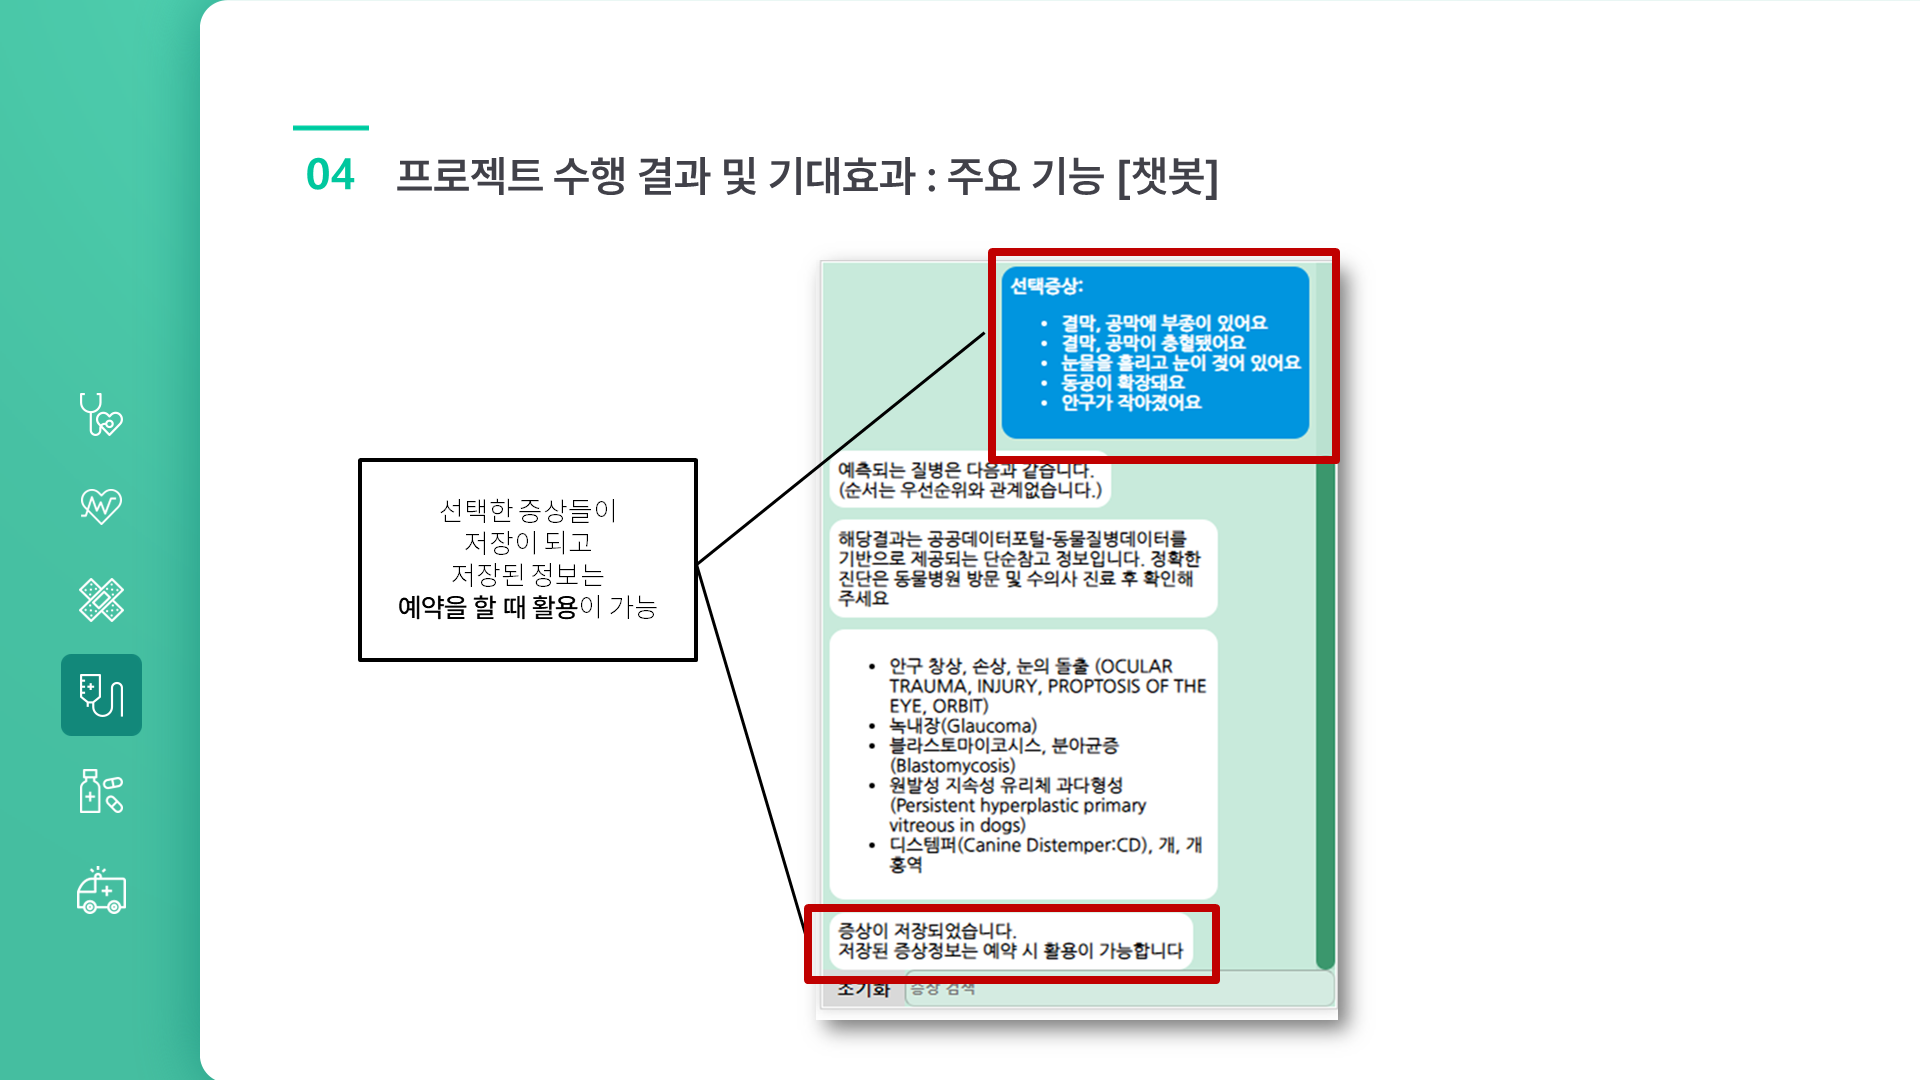 04 프로젝트 수행 결과 및 기대효과 : 주요 기능 [챗봇]
선택한 증상들이
저장이 되고
저장된 정보는
예약을 할 때 활용이 가능
선택증상:
• 결막, 공막에 부종이 있어요
• 결막, 공막이 충혈됐어요
• 눈물을 흘리고 눈이 젖어 있어요
• 동공이 확장돼요
• 안구가 작아졌어요
예측되는 질병은 다음과 같습니다.
(순서는 우선순위와 관계없습니다.)
해당결과는 공공데이터포털-동물질병데이터를
기반으로 제공되는 단순참고 정보입니다. 정확한
진단은 동물병원 방문 및 수의사 진료 후 확인해
주세요
• 안구 창상, 손상, 눈의 돌출 (OCULAR
TRAUMA, INJURY, PROPTOSIS OF THE
EYE, ORBIT)
• 녹내장(Glaucoma)
• 블라스토마이코시스, 분아균증
(Blastomycosis)
• 원발성 지속성 유리체 과다형성
(Persistent hyperplastic primary
vitreous in dogs)
• 디스템퍼(Canine Distemper:CD), 개, 개
홍역
증상이 저장되었습니다.
저장된 증상정보는 예약 시 활용이 가능합니다
초기화 증상 검색